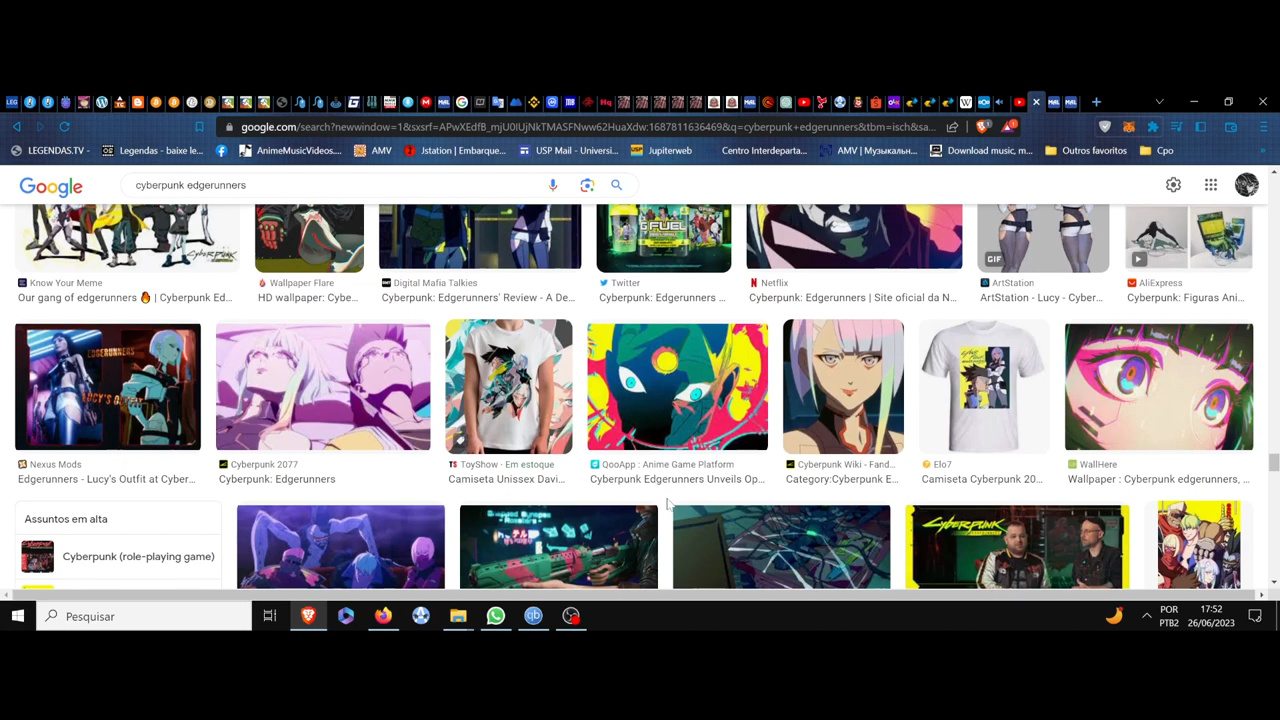 google.com/search?newwindow=1&sxsrf=APwXEdfB_mjU0IUjNkTMASFNww62HuaXdw:1687811636469&q=cyberpunk+edgerunners&tbm=isch&sa...
LEGENDAS.TV
Legendas - baixe le...
AnimeMusicVideos....
AMV
Jstation | Embarque...
USP Mail - Universi...
Jupiterweb
Centro Interdeparta...
AMV | Музыкальн...
Download music, m...
Outros favoritos
Cpo
Google
cyberpunk edgerunners
G FUEL
GIF
Know Your Meme
Our gang of edgerunners 🔥 | Cyberpunk Ed...
Wallpaper Flare
HD wallpaper: Cybe...
Digital Mafia Talkies
Cyberpunk: Edgerunners' Review - A De...
Twitter
Cyberpunk: Edgerunners ...
Netflix
Cyberpunk: Edgerunners | Site oficial da N...
ArtStation
ArtStation - Lucy - Cyber...
AliExpress
Cyberpunk: Figuras Ani...
EDGERUNNERS
LUCY'S OUTFIT
Nexus Mods
Edgerunners - Lucy's Outfit at Cyber...
Cyberpunk 2077
Cyberpunk: Edgerunners
ToyShow · Em estoque
Camiseta Unissex Davi...
QooApp : Anime Game Platform
Cyberpunk Edgerunners Unveils Op...
Cyberpunk Wiki - Fand...
Category:Cyberpunk E...
Elo7
Camiseta Cyberpunk 20...
WallHere
Wallpaper : Cyberpunk edgerunners, ...
Assuntos em alta
Cyberpunk (role-playing game)
CYBERPUNK
Pesquisar
POR
PTB2
17:52
26/06/2023